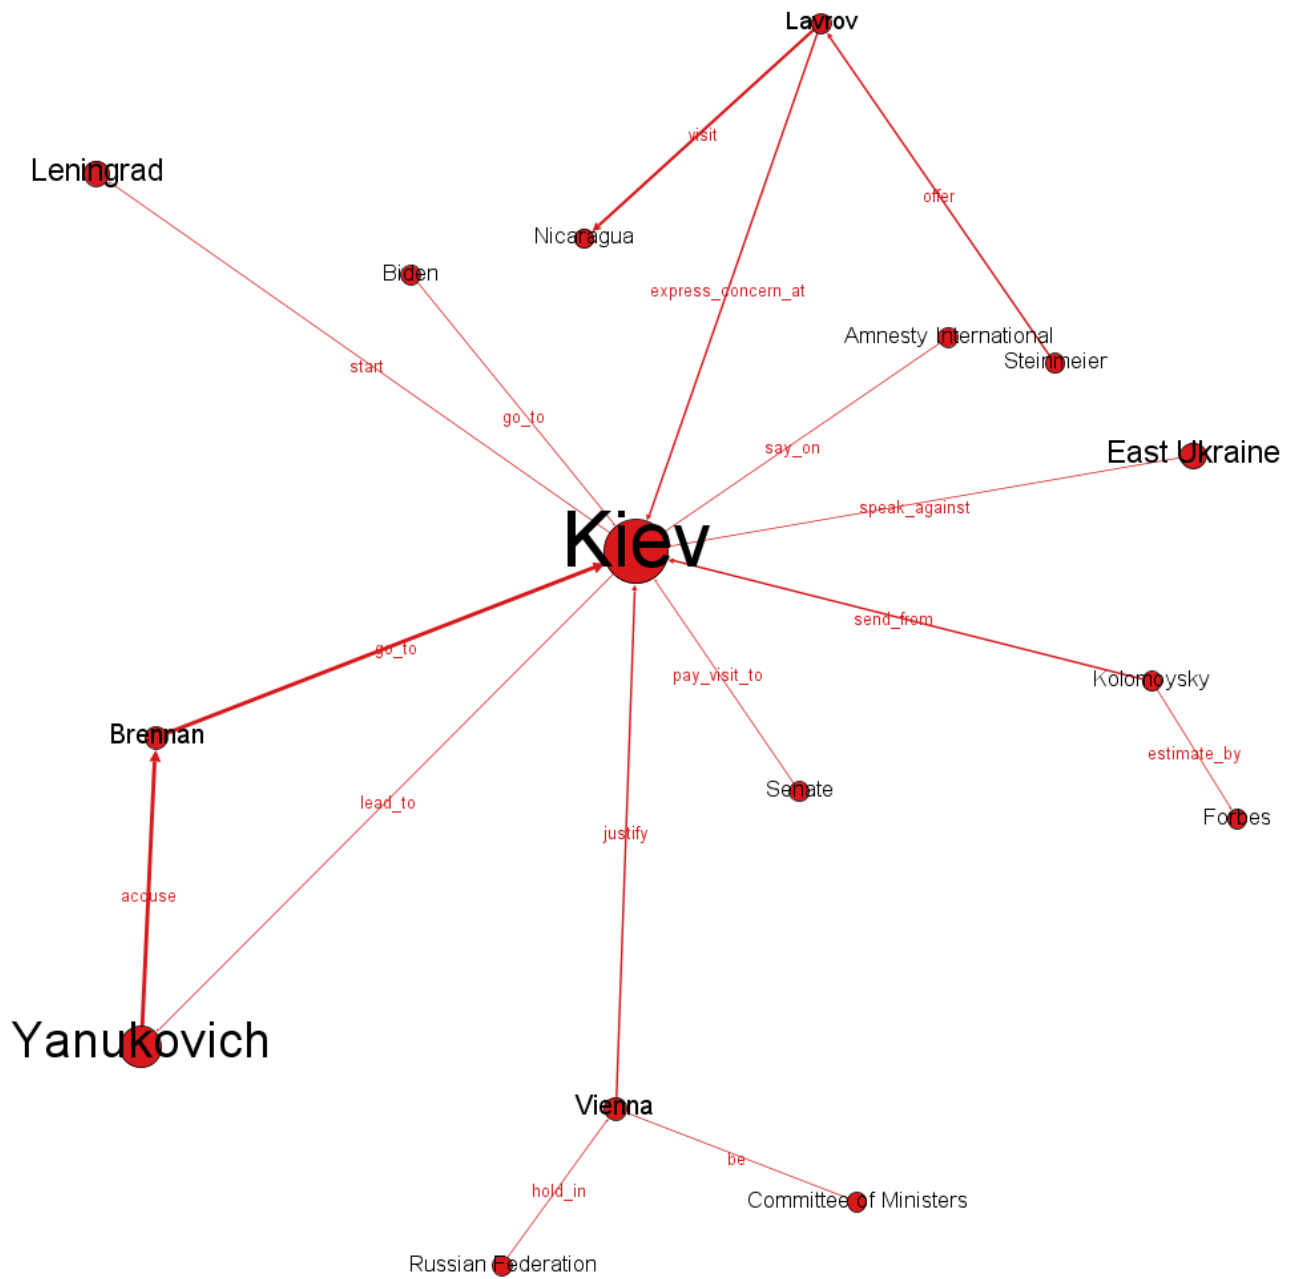 Lavrov
visit
Leningrad
offer
Nicaragua
Biden
express_concern_at
Amnesty International
Steinmeier
start
go_to
say_on
East Ukraine
speak_against
Kiev
send_from
go_to
pay_visit_to
Kolomoysky
Brennan
estimate_by
Senate
lead_to
Forbes
justify
accuse
Yanukovich
Vienna
be
hold_in
Committee of Ministers
Russian Federation